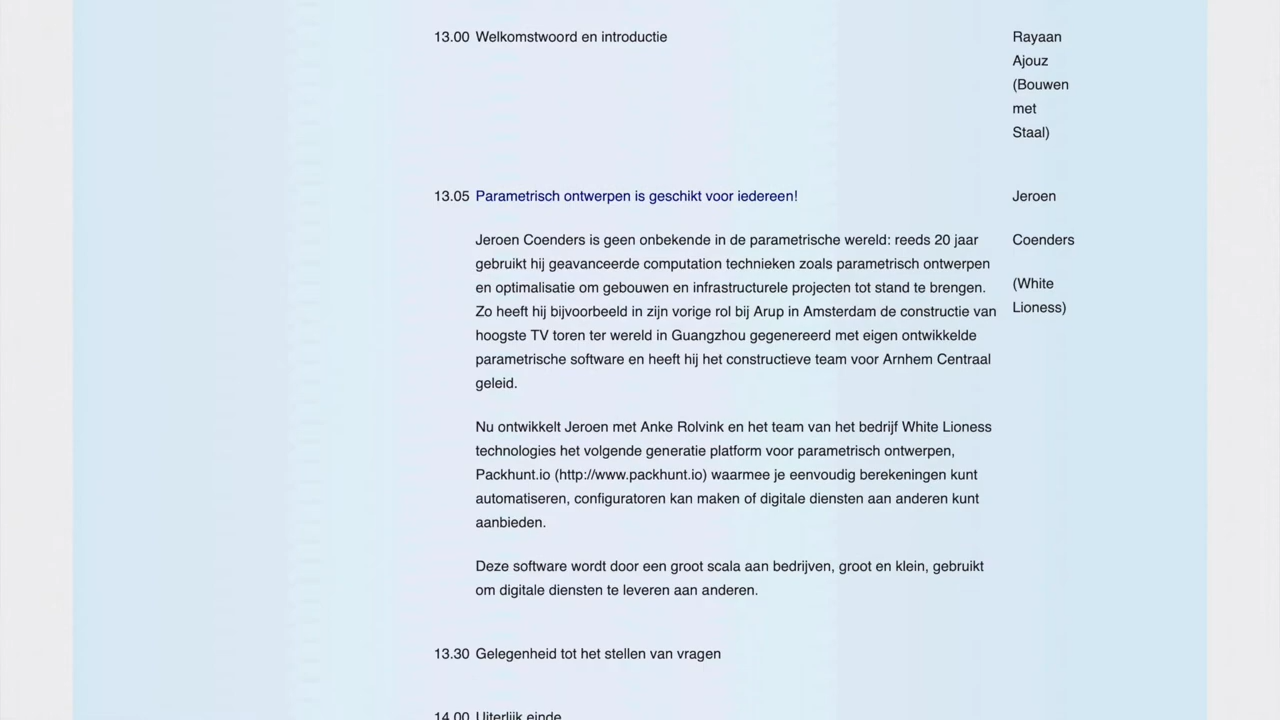 13.00 Welkomstwoord en introductie
Rayaan
Ajouz
(Bouwen
met
Staal)
13.05 Parametrisch ontwerpen is geschikt voor iedereen!
Jeroen
Coenders
(White
Lioness)
Jeroen Coenders is geen onbekende in de parametrische wereld: reeds 20 jaar
gebruikt hij geavanceerde computation technieken zoals parametrisch ontwerpen
en optimalisatie om gebouwen en infrastructurele projecten tot stand te brengen.
Zo heeft hij bijvoorbeeld in zijn vorige rol bij Arup in Amsterdam de constructie van
hoogste TV toren ter wereld in Guangzhou gegenereerd met eigen ontwikkelde
parametrische software en heeft hij het constructieve team voor Arnhem Centraal
geleid.
Nu ontwikkelt Jeroen met Anke Rolvink en het team van het bedrijf White Lioness
technologies het volgende generatie platform voor parametrisch ontwerpen,
Packhunt.io (http://www.packhunt.io) waarmee je eenvoudig berekeningen kunt
automatiseren, configuratoren kan maken of digitale diensten aan anderen kunt
aanbieden.
Deze software wordt door een groot scala aan bedrijven, groot en klein, gebruikt
om digitale diensten te leveren aan anderen.
13.30 Gelegenheid tot het stellen van vragen
14.00 Uiterlijk einde